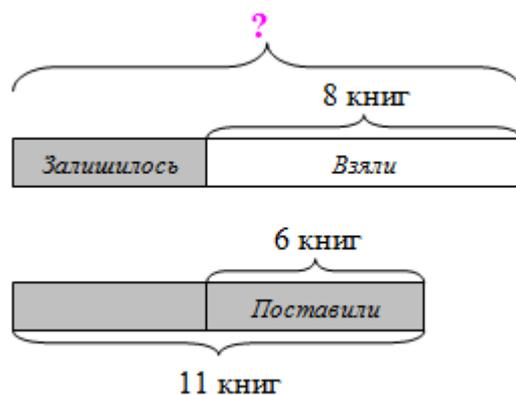 ?
8 книг
Залишилось Взяли
6 книг
Поставили
11 книг